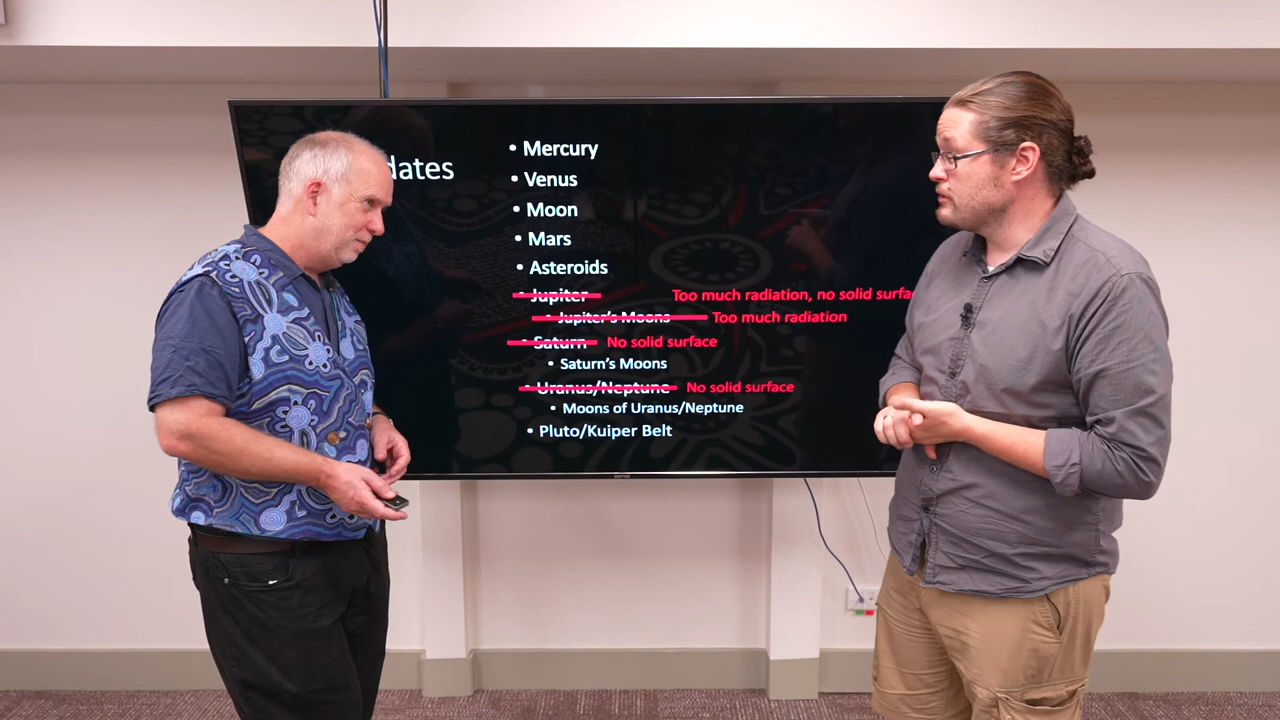 dates
• Mercury
• Venus
• Moon
• Mars
• Asteroids
• Jupiter Too much radiation, no solid surfa
• Jupiter's Moons Too much radiation
• Saturn No solid surface
• Saturn's Moons
• Uranus/Neptune No solid surface
• Moons of Uranus/Neptune
• Pluto/Kuiper Belt